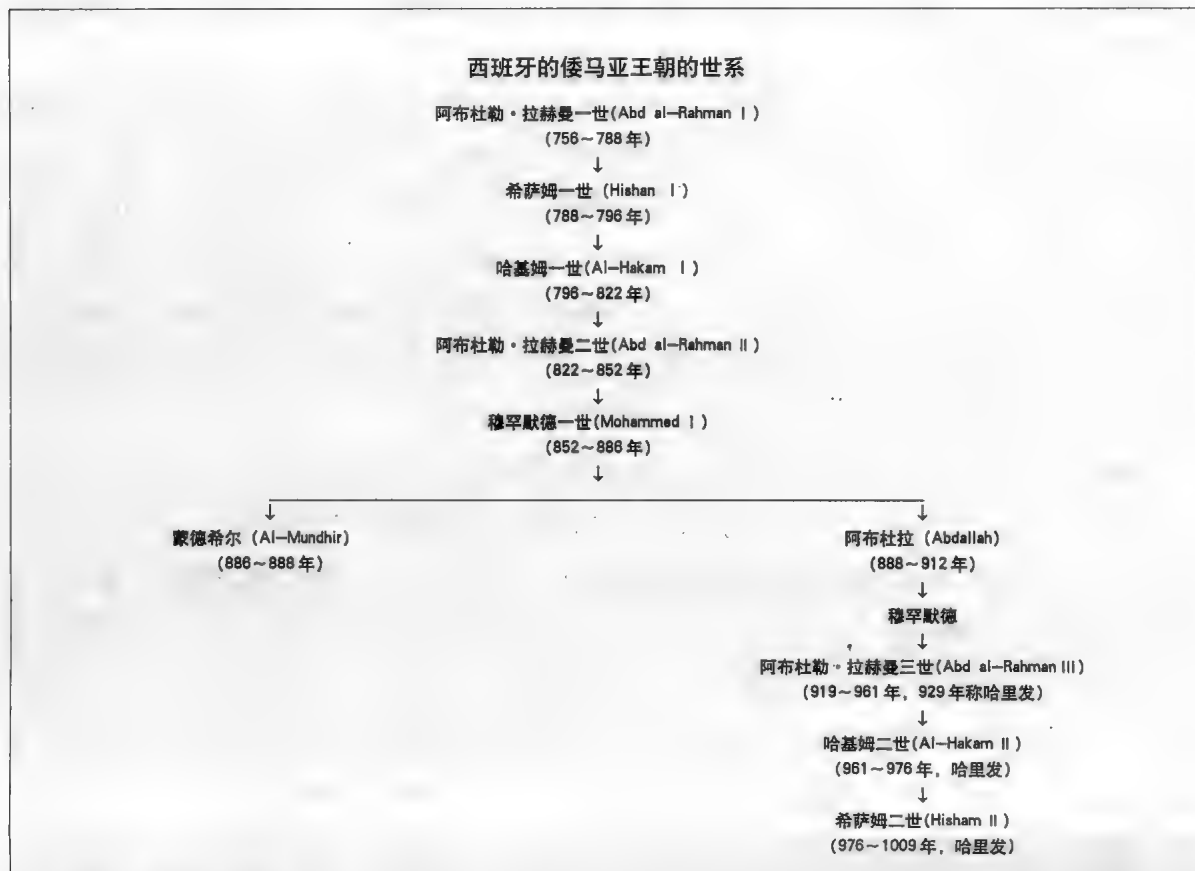 西班牙的倭马亚王朝的世系
阿布杜勒·拉赫曼一世(Abd al-Rahman I)
(756~788年)
↓
希萨姆一世 (Hishan I)
(788~796年)
↓
哈基姆一世(Al-Hakam I)
(796~822年)
↓
阿布杜勒·拉赫曼二世(Abd al-Rahman II)
(822~852年)
↓
穆罕默德一世(Mohammed I)
(852~886年)
↓
↓ ↓
蒙德希尔 (Al-Mundhir) 阿布杜拉 (Abdallah)
(886~888年) (888~912年)
↓
穆罕默德
↓
阿布杜勒·拉赫曼三世(Abd al-Rahman III)
(919~961年，929年称哈里发)
↓
哈基姆二世(Al-Hakam II)
(961~976年，哈里发)
↓
希萨姆二世(Hisham II)
(976~1009年，哈里发)